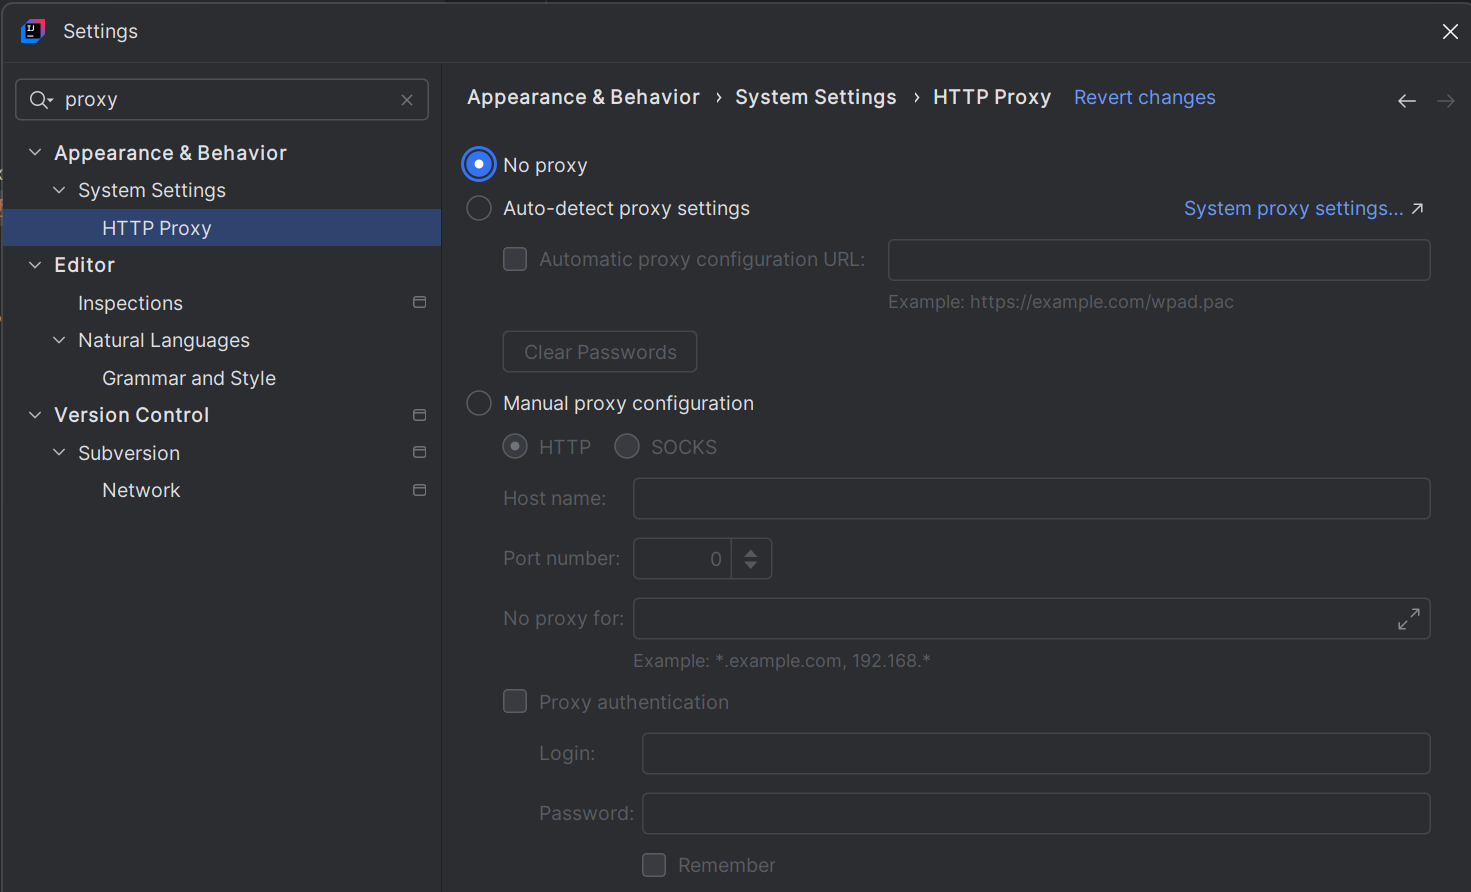 Settings
proxy
Appearance & Behavior
System Settings
HTTP Proxy
Editor
Inspections
Natural Languages
Grammar and Style
Version Control
Subversion
Network
Appearance & Behavior › System Settings › HTTP Proxy Revert changes
No proxy
Auto-detect proxy settings System proxy settings...
Automatic proxy configuration URL:
Example: https://example.com/wpad.pac
Clear Passwords
Manual proxy configuration
HTTP SOCKS
Host name:
Port number: 0
No proxy for:
Example: *.example.com, 192.168.*
Proxy authentication
Login:
Password:
Remember